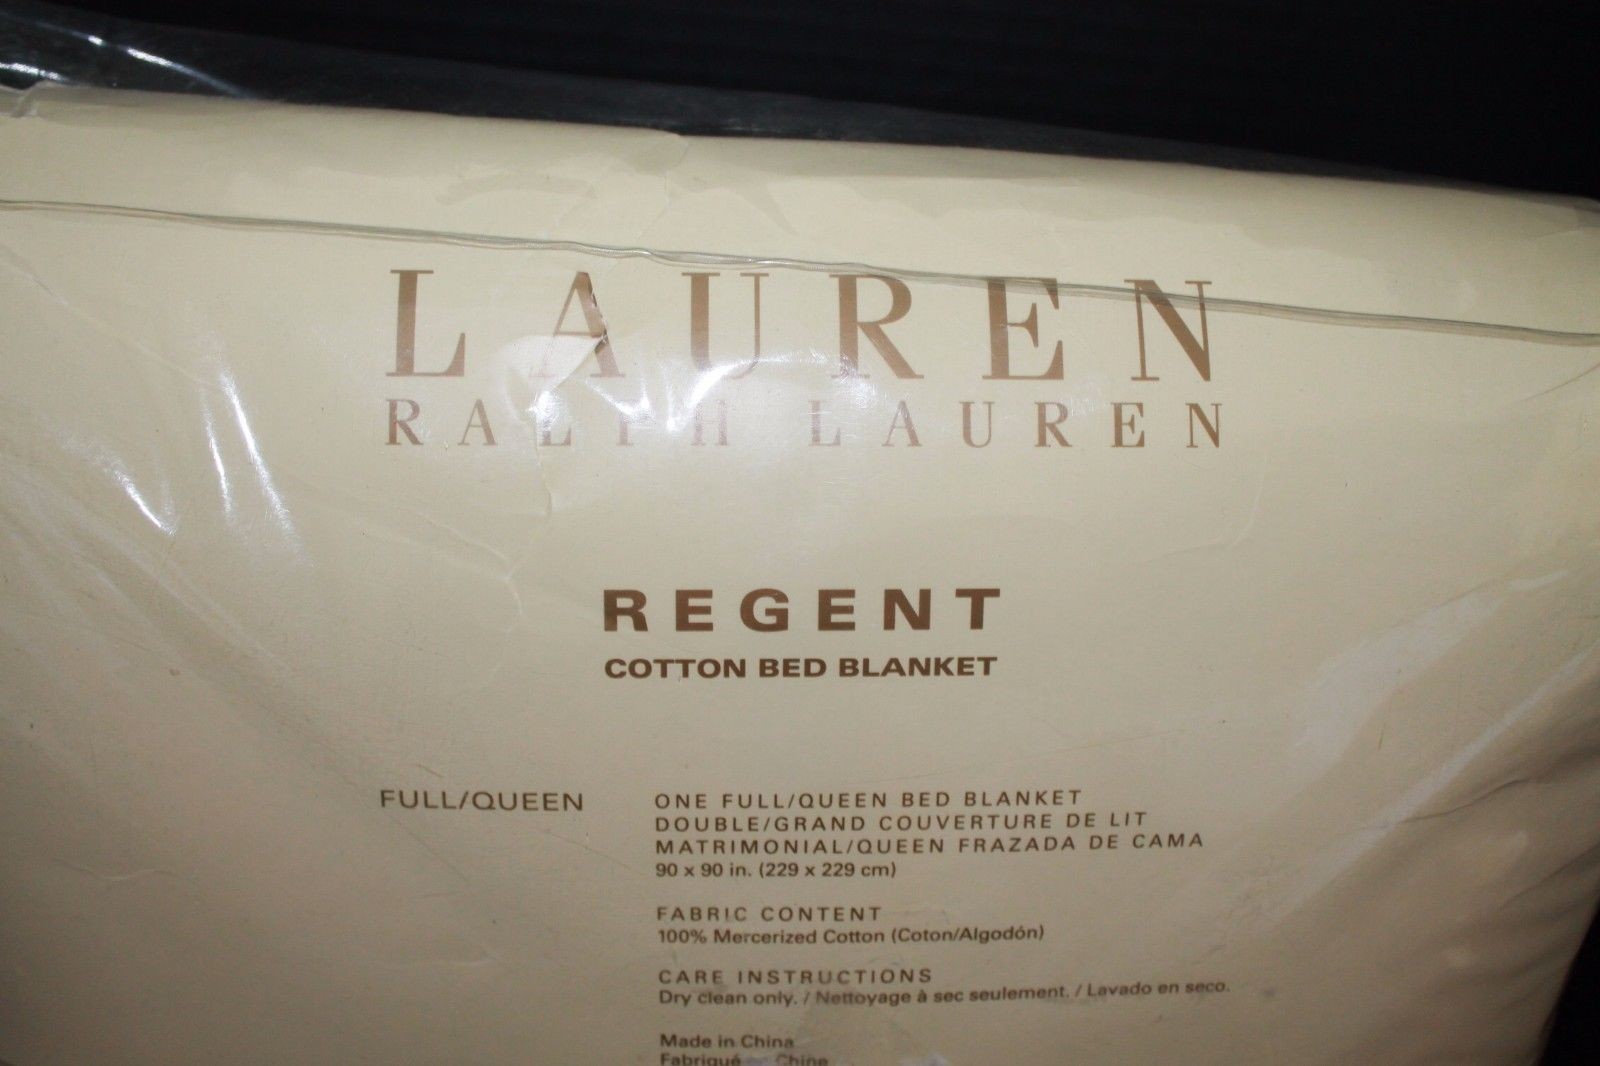 LAUREN
RALPH LAUREN
REGENT
COTTON BED BLANKET
FULL/QUEEN
ONE FULL/QUEEN BED BLANKET
DOUBLE/GRAND COUVERTURE DE LIT
MATRIMONIAL/QUEEN FRAZADA DE CAMA
90 x 90 in. (229 x 229 cm)
FABRIC CONTENT
100% Mercerized Cotton (Coton/Algodón)
CARE INSTRUCTIONS
Dry clean only. / Nettoyage à sec seulement. / Lavado en seco.
Made in China
Fabriqué Chine